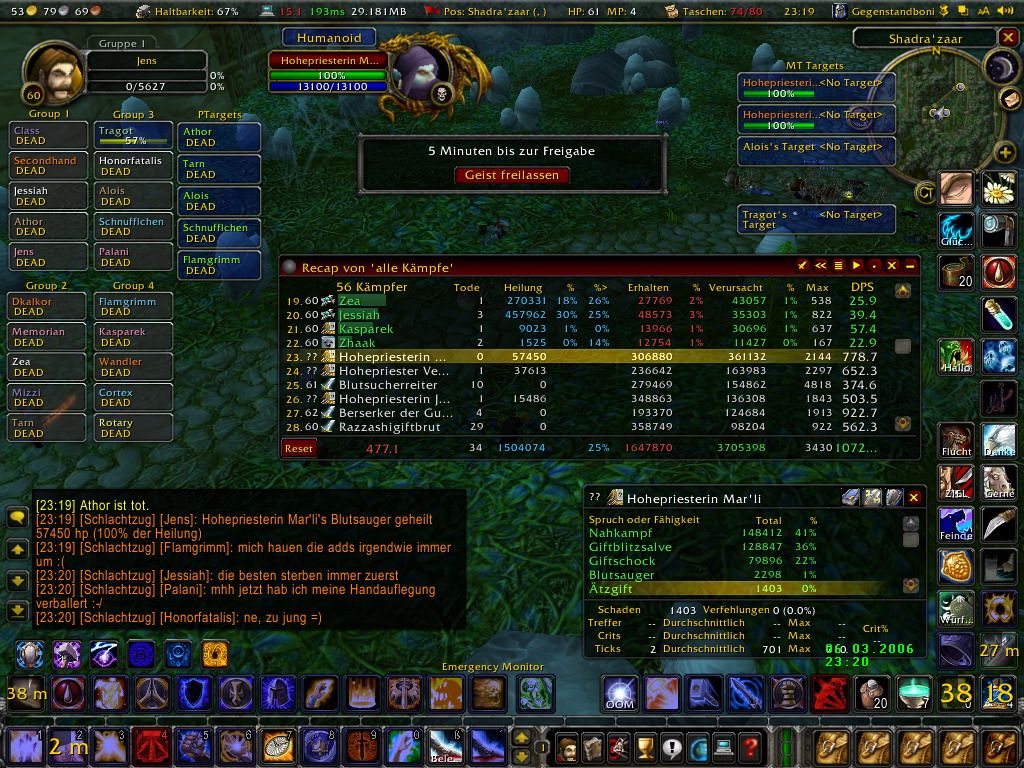 53 79 69 Haltbarkeit: 67% 15.1 193ms 29.181MB Pos: Shadra'zaar (, ) HP: 61 MP: 4 Taschen: 74/80 23:19 Gegenstandboni
Gruppe 1
Jens
0%
0/5627 0%
60
Humanoid
Hohepriesterin M...
100%
13100/13100
Shadra'zaar
N
MT Targets
Hohepriesteri... <No Target>
100%
Hohepriesteri... <No Target>
100%
Alois's Target <No Target>
Tragot's Target <No Target>
Group 1 Group 3 PTargets
Class DEAD
Tragot 57%
Athor DEAD
Secondhand DEAD
Honorfatalis DEAD
Tarn DEAD
Jessiah DEAD
Alois DEAD
Alois DEAD
Athor DEAD
Schnufflchen DEAD
Schnufflchen DEAD
Jens DEAD
Palani DEAD
Flamgrimm DEAD
Group 2 Group 4
Dkalkor DEAD
Flamgrimm DEAD
Memorian DEAD
Kasparek DEAD
Zea DEAD
Wandler DEAD
Mizzi DEAD
Cortex DEAD
Tarn DEAD
Rotary DEAD
5 Minuten bis zur Freigabe
Geist freilassen
Recap von 'alle Kämpfe'
56 Kämpfer Tode Heilung % %> Erhalten % Verursacht % Max DPS
19. 60 Zea 1 270331 18% 26% 27769 2% 43057 1% 538 25.9
20. 60 Jessiah 3 457962 30% 25% 48573 3% 35303 1% 822 39.4
21. 60 Kasparek 1 9023 1% 0% 13966 1% 30696 1% 637 57.4
22. 60 Zhaak 2 1525 0% 14% 12754 1% 11427 0% 167 22.9
23. ?? Hohepriesterin ... 0 57450 306880 361132 2144 778.7
24. ?? Hohepriester Ve... 1 37613 236642 163983 2297 652.3
25. 61 Blutsucherreiter 10 0 279469 154862 4818 374.6
26. ?? Hohepriesterin J... 1 15486 348863 136308 1843 503.5
27. 62 Berserker der Gu... 4 0 193370 124684 1913 922.7
28. 60 Razzashigiftbrut 29 0 358749 98204 922 562.3
Reset 477.1 34 1504074 25% 1647870 3705398 3430 1072...
[23:19] Athor ist tot.
[23:19] [Schlachtzug] [Jens]: Hohepriesterin Mar'li's Blutsauger geheilt
57450 hp (100% der Heilung)
[23:19] [Schlachtzug] [Flamgrimm]: mich hauen die adds irgendwie immer
um :(
[23:20] [Schlachtzug] [Jessiah]: die besten sterben immer zuerst
[23:20] [Schlachtzug] [Palani]: mhh jetzt hab ich meine Handauflegung
verballert :-/
[23:20] [Schlachtzug] [Honorfatalis]: ne, zu jung =)
?? Hohepriesterin Mar'li
Spruch oder Fähigkeit Total %
Nahkampf 148412 41%
Giftblitzsalve 128847 36%
Giftschock 79896 22%
Blutsauger 2298 1%
Ätzgift 1403 0%
Schaden 1403 Verfehlungen 0 (0.0%)
Treffer -- Durchschnittlich -- Max --
Crits -- Durchschnittlich -- Max -- Crit%
Ticks 2 Durchschnittlich 701 Max
06.03.2006
23:20
20
Hallo
Flucht Danke
ZIEL Gerne
Feinde
Würf...
27 m
Emergency Monitor
38 m OOM 20 7 38 18
2 m